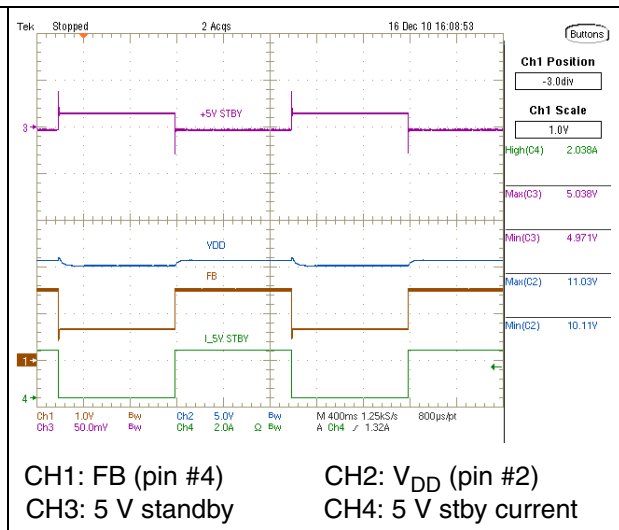 Tek Stopped 2 Acqs 16 Dec 10 16:08:53
Buttons
Ch1 Position
-3.0div
Ch1 Scale
1.0V
3
+5V STBY
High(C4) 2.038A
Max(C3) 5.038V
Min(C3) 4.971V
VDD
FB
Max(C2) 11.03V
Min(C2) 10.11V
I_5V STBY
1
4
Ch1 1.0V Bw Ch2 5.0V Bw M 400ms 1.25kS/s 800µs/pt
Ch3 50.0mV Bw Ch4 2.0A Ω Bw A Ch4 / 1.32A
CH1: FB (pin #4) CH2: VDD (pin #2)
CH3: 5 V standby CH4: 5 V stby current